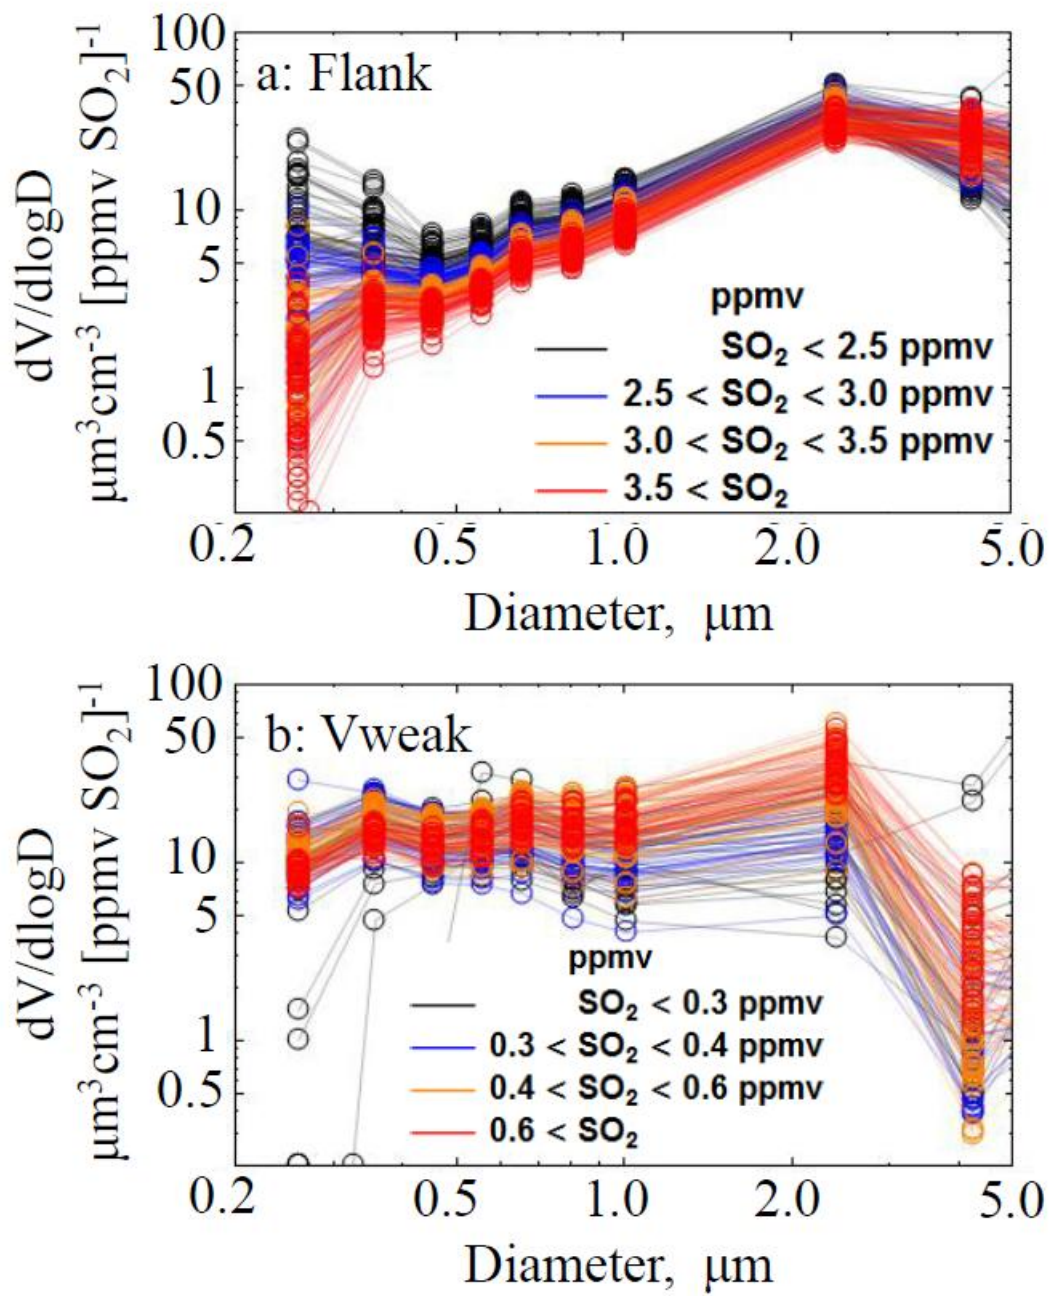 dV/dlogD
μm³cm⁻³ [ppmv SO₂]⁻¹
100
50
10
5
1
0.5
a: Flank
ppmv
SO₂ < 2.5 ppmv
2.5 < SO₂ < 3.0 ppmv
3.0 < SO₂ < 3.5 ppmv
3.5 < SO₂
0.2 0.5 1.0 2.0 5.0
Diameter, μm
dV/dlogD
μm³cm⁻³ [ppmv SO₂]⁻¹
100
50
10
5
1
0.5
b: Vweak
ppmv
SO₂ < 0.3 ppmv
0.3 < SO₂ < 0.4 ppmv
0.4 < SO₂ < 0.6 ppmv
0.6 < SO₂
0.2 0.5 1.0 2.0 5.0
Diameter, μm